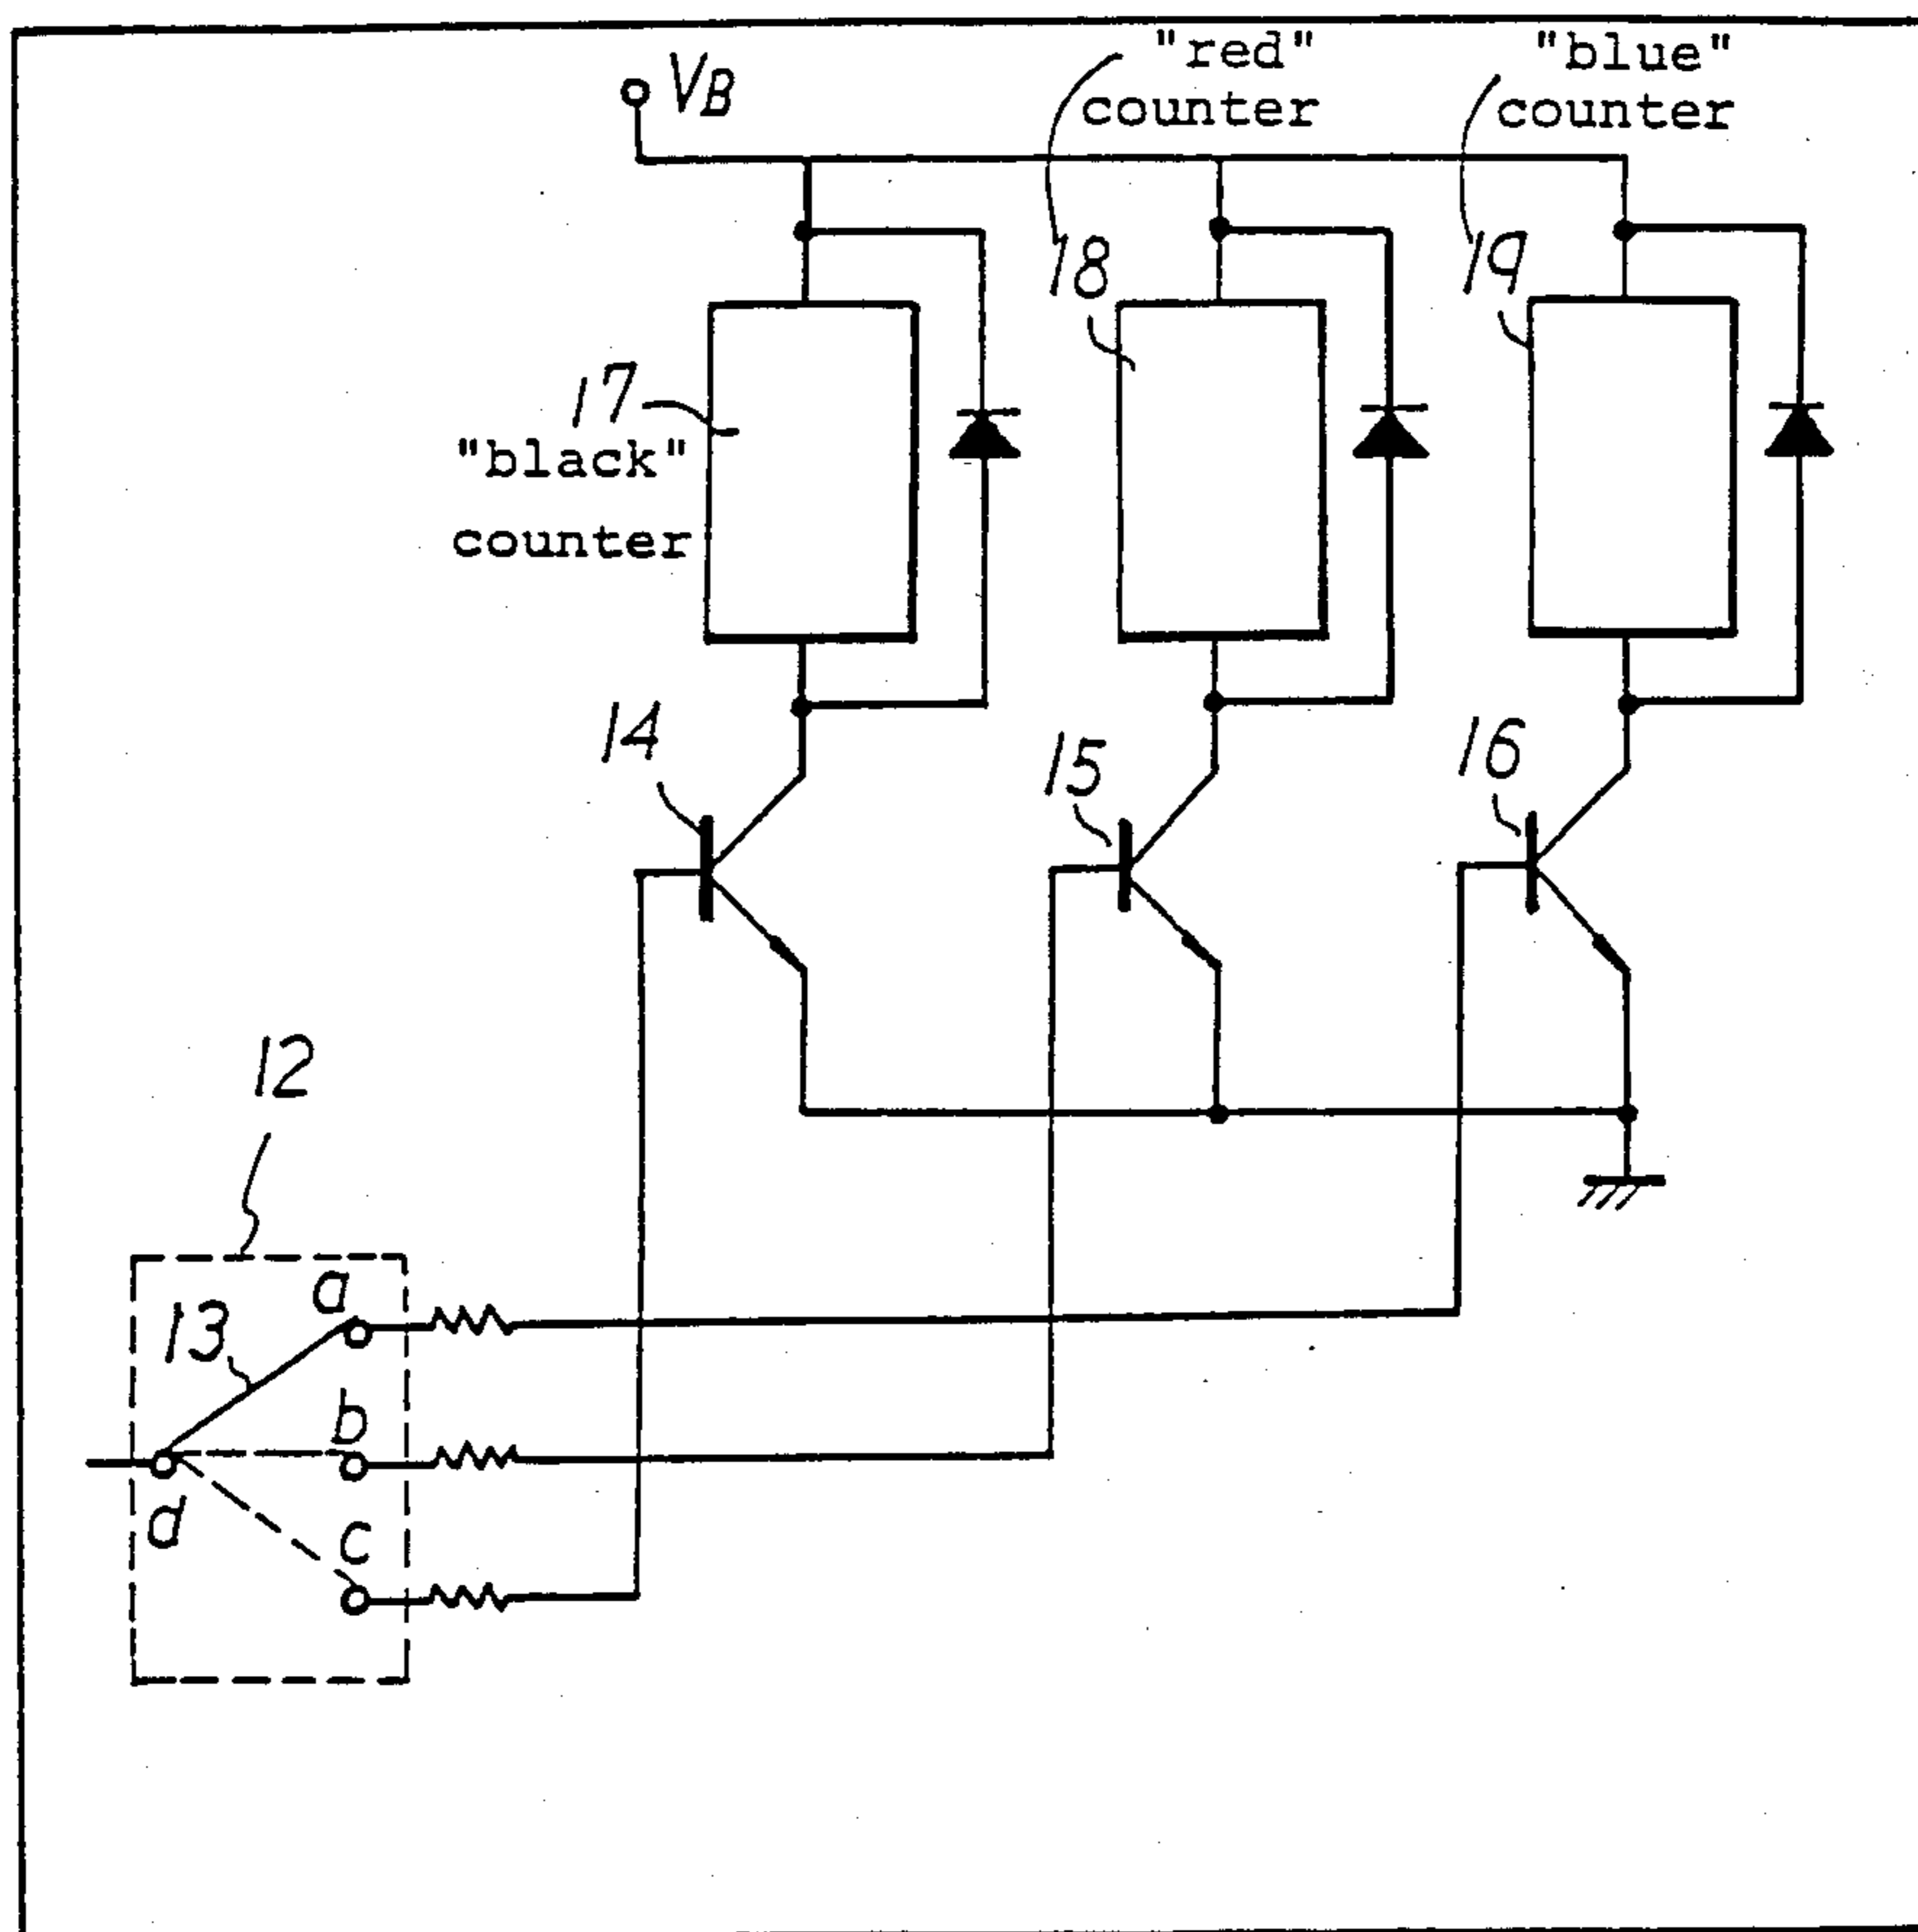 VB
"red"
counter
"blue"
counter
18
19
17
"black"
counter
14
15
16
12
13
a
b
d
c